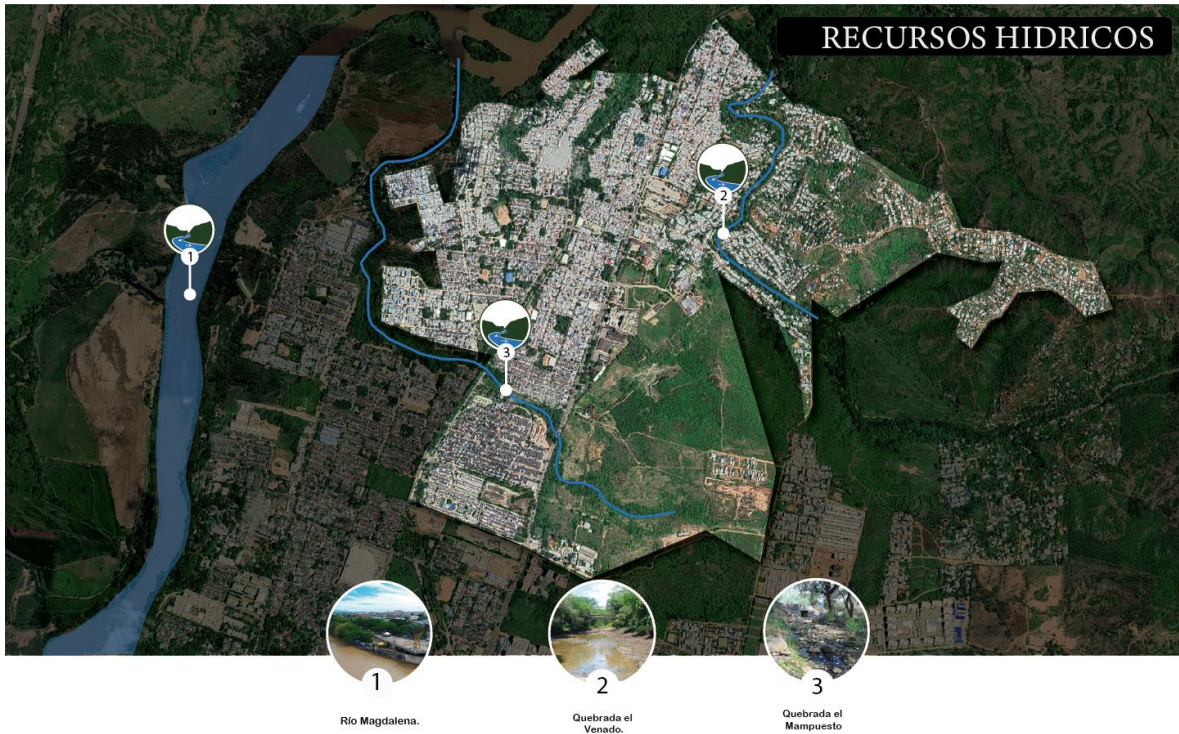 RECURSOS HIDRICOS
2
1
3
1
2
3
Río Magdalena.
Quebrada el
Venado.
Quebrada el
Mampuesto